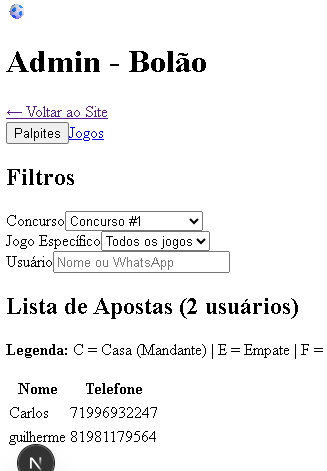 Admin - Bolão
← Voltar ao Site
Palpites Jogos
Filtros
Concurso Concurso #1
Jogo Específico Todos os jogos
Usuário Nome ou WhatsApp
Lista de Apostas (2 usuários)
Legenda: C = Casa (Mandante) | E = Empate | F =
Nome Telefone
Carlos 71996932247
guilherme 81981179564
N